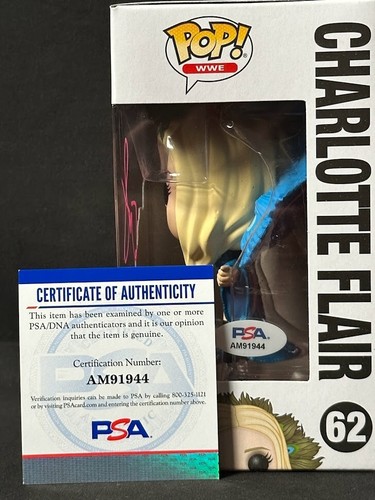 POP!
WWE
CHARLOTTE FLAIR
62
PSA
AM91944
CERTIFICATE OF AUTHENTICITY
This item has been examined by one or more
PSA/DNA authenticators and it is our opinion
that the item is genuine.
Certification Number:
AM91944
Verification inquiries can be made to PSA by calling 800-325-1121
or by visiting PSAcard.com and entering the certification number above.
PSA